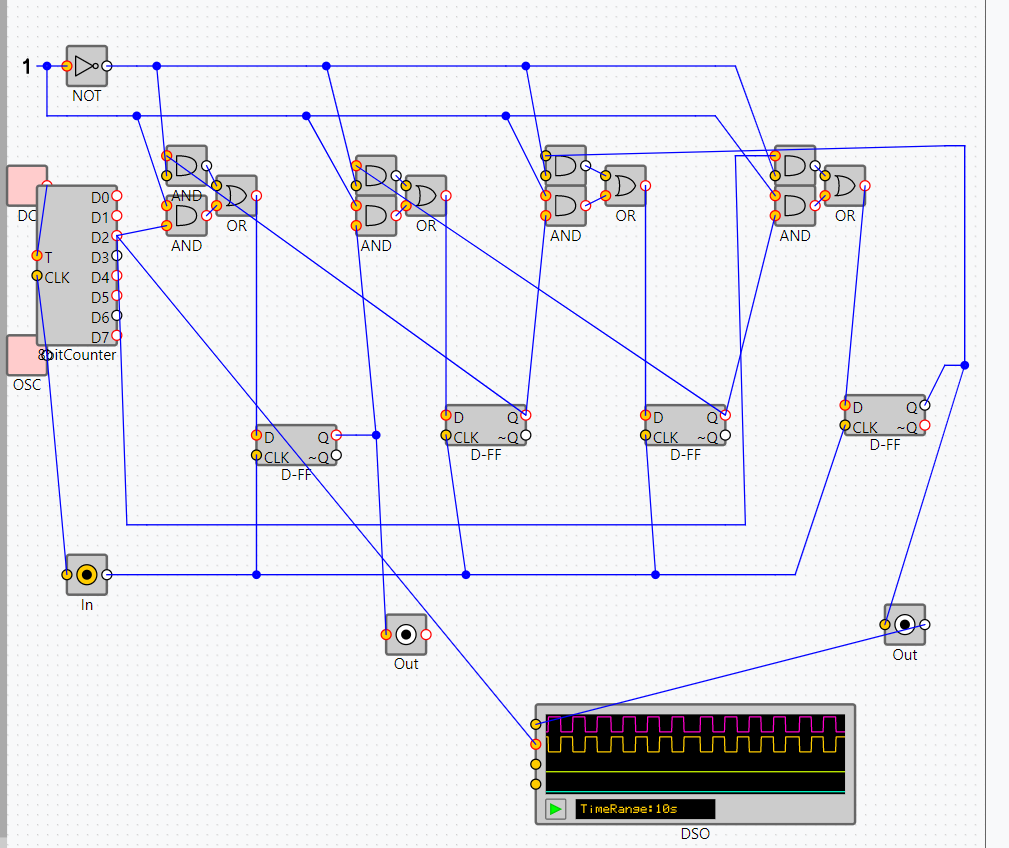 1
NOT
AND
OR
AND
OR
AND
OR
AND
OR
AND
DC
D0
D1
D2
T
D3
CLK
D4
D5
D6
D7
8bitCounter
OSC
D Q
CLK ~Q
D-FF
D Q
CLK ~Q
D-FF
D Q
CLK ~Q
D-FF
D Q
CLK ~Q
D-FF
In
Out
Out
TimeRange:10s
DSO